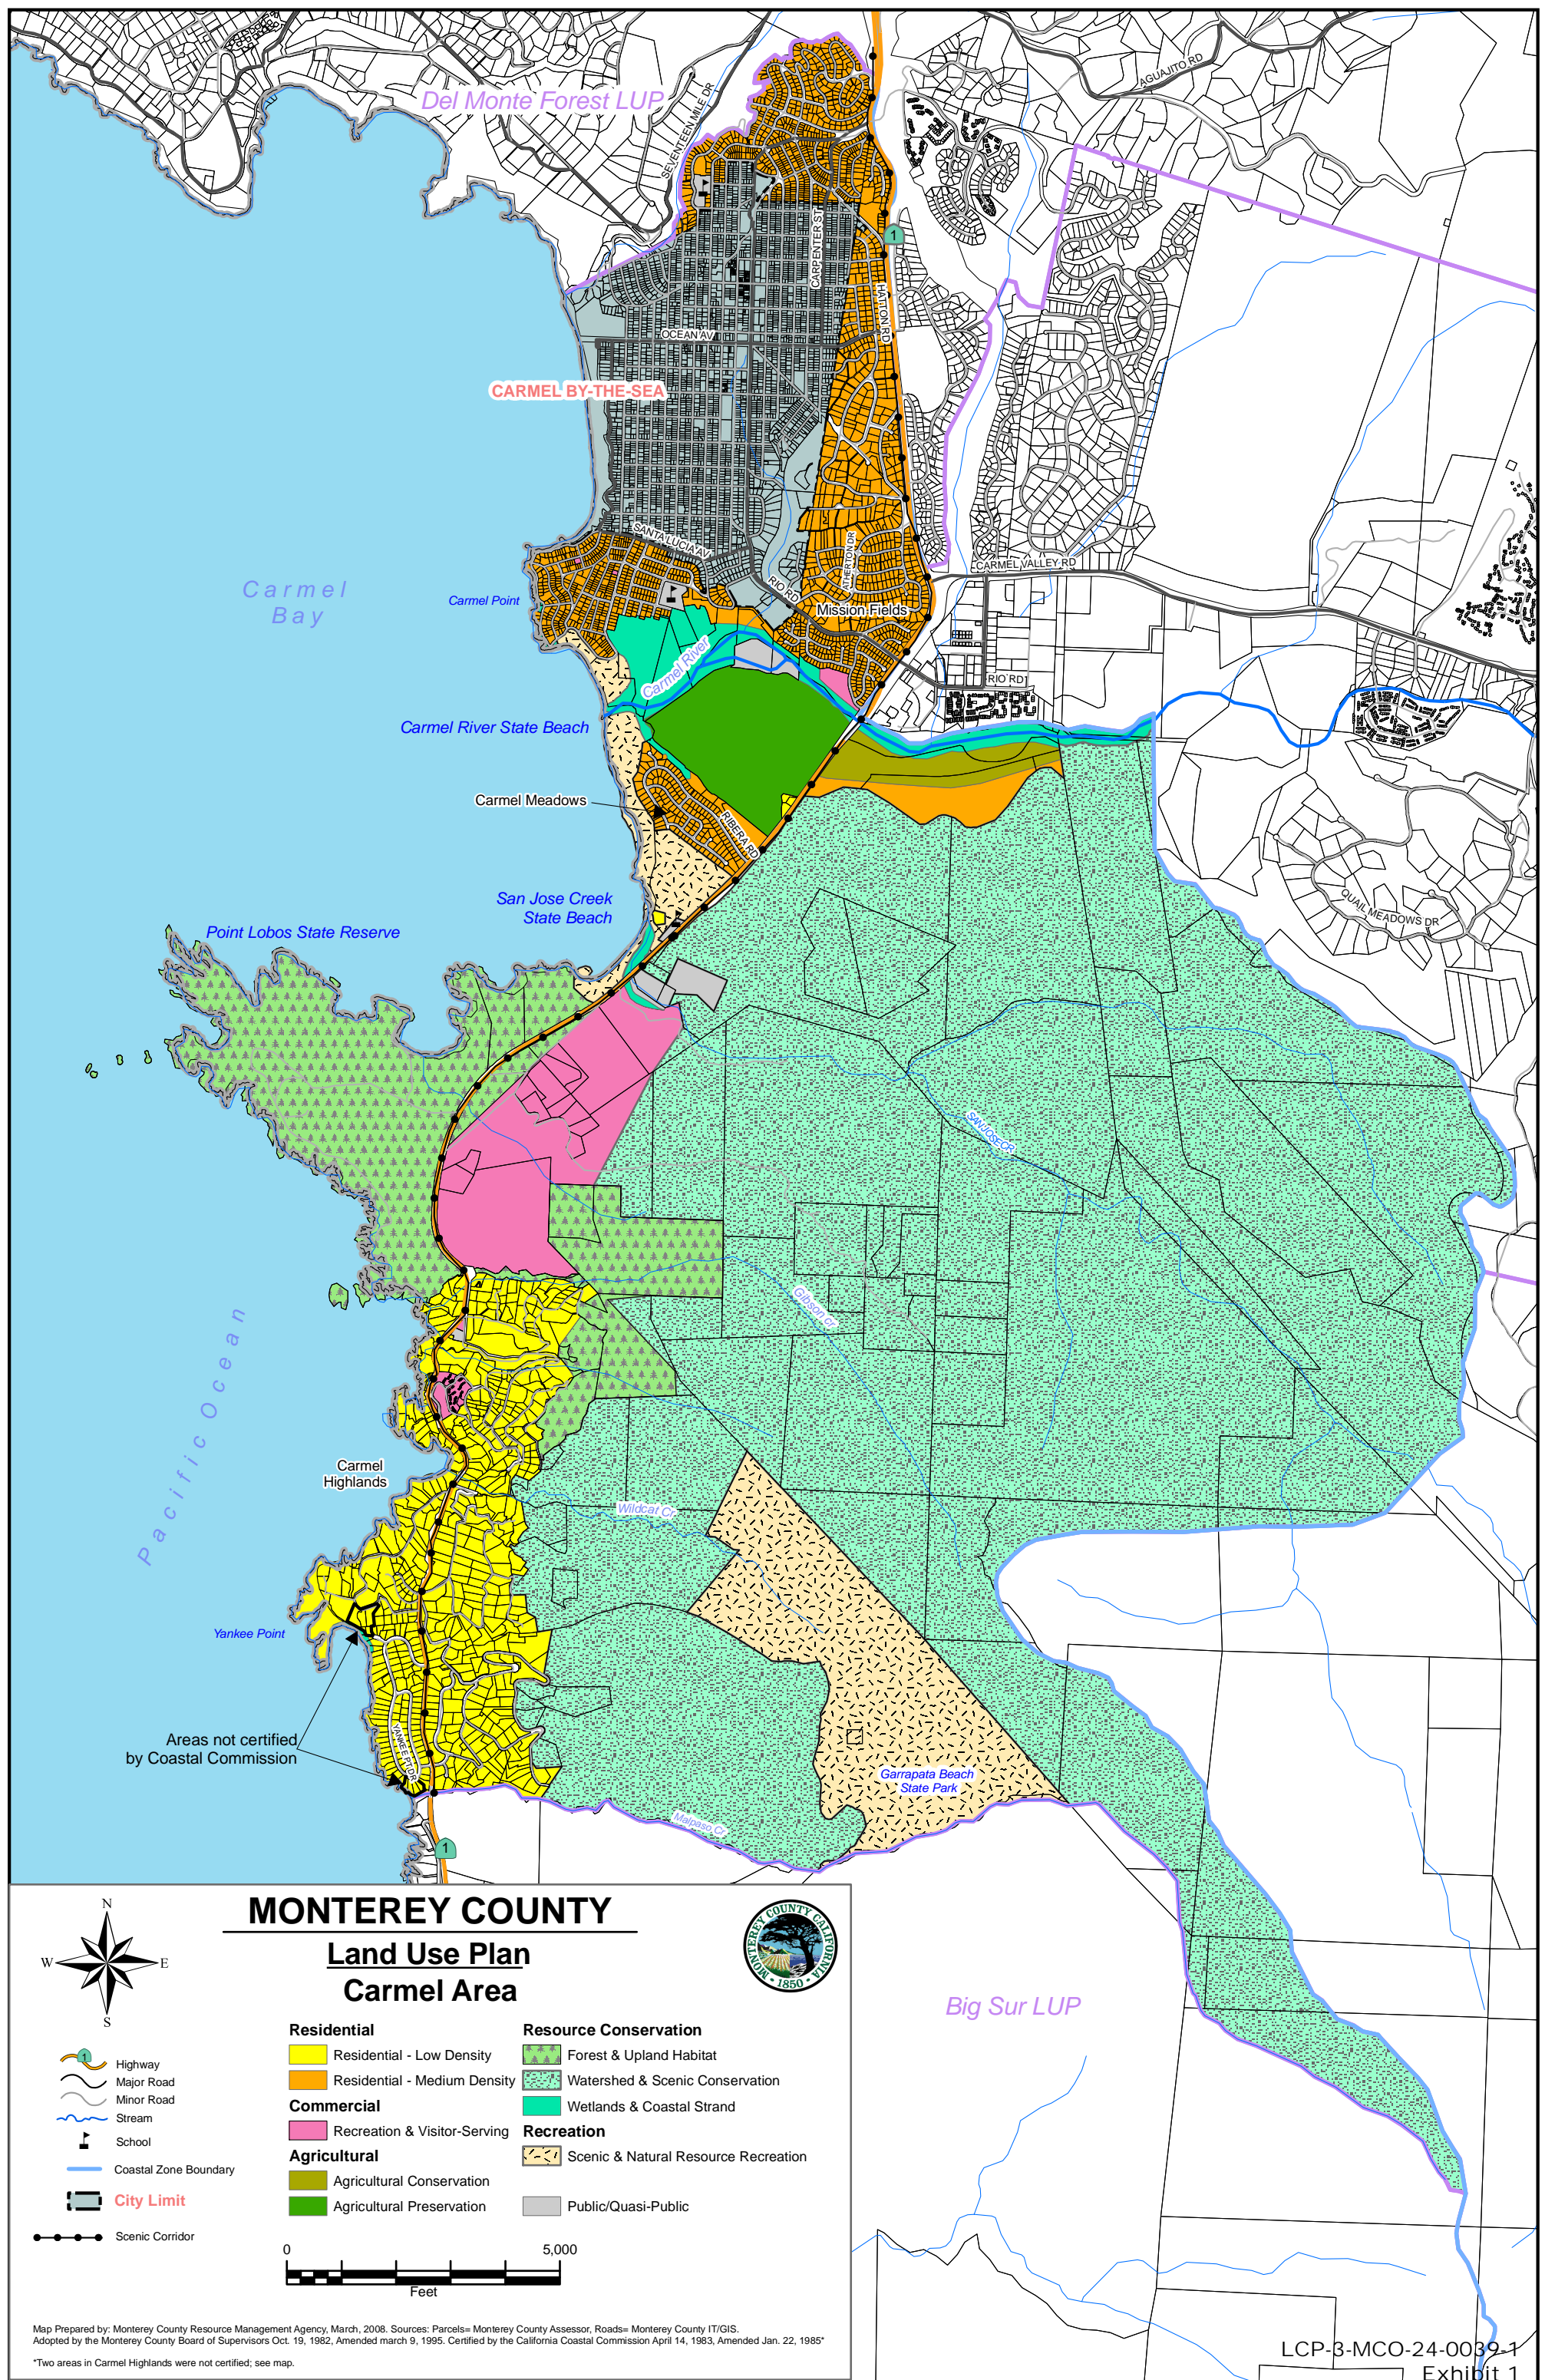 Del Monte Forest LUP
SEVENTEEN MILE DR
AGUAJITO RD
CARPENTER ST
1
HATTON RD
OCEAN AV
CARMEL BY-THE-SEA
SANTA LUCIA AV
ATHERTON DR
CARMEL VALLEY RD
Carmel
Bay
Carmel Point
RIO RD
Mission Fields
Carmel River
RIO RD
Carmel River State Beach
Carmel Meadows
RIBERA RD
San Jose Creek
State Beach
QUAIL MEADOWS DR
Point Lobos State Reserve
SAN JOSE CR
Gibson Cr
Pacific Ocean
Carmel
Highlands
Wildcat Cr
Yankee Point
Areas not certified
by Coastal Commission
YANKEE PT DR
Garrapata Beach
State Park
Malpaso Cr
1
Big Sur LUP
MONTEREY COUNTY
Land Use Plan
Carmel Area
N
W
E
S
MONTEREY COUNTY CALIFORNIA
1850
1
Highway
Major Road
Minor Road
Stream
School
Coastal Zone Boundary
City Limit
Scenic Corridor
Residential
Residential - Low Density
Residential - Medium Density
Commercial
Recreation & Visitor-Serving
Agricultural
Agricultural Conservation
Agricultural Preservation
Resource Conservation
Forest & Upland Habitat
Watershed & Scenic Conservation
Wetlands & Coastal Strand
Recreation
Scenic & Natural Resource Recreation
Public/Quasi-Public
0 5,000
Feet
Map Prepared by: Monterey County Resource Management Agency, March, 2008. Sources: Parcels= Monterey County Assessor, Roads= Monterey County IT/GIS.
Adopted by the Monterey County Board of Supervisors Oct. 19, 1982, Amended march 9, 1995. Certified by the California Coastal Commission April 14, 1983, Amended Jan. 22, 1985*
*Two areas in Carmel Highlands were not certified; see map.
LCP-3-MCO-24-0039-1
Exhibit 1